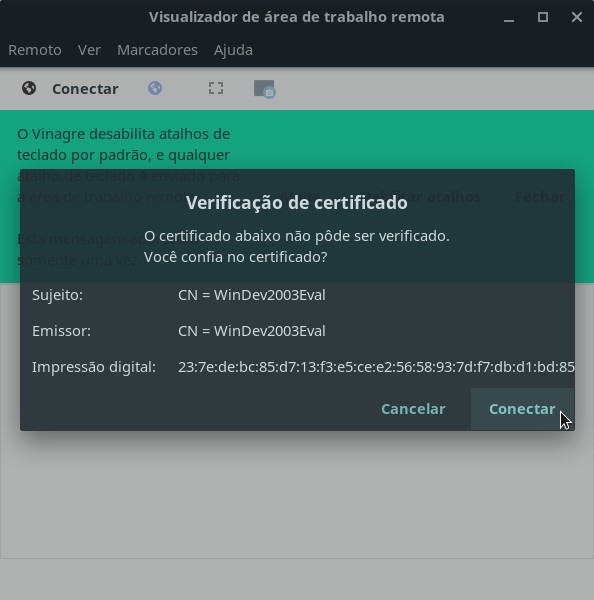 Visualizador de área de trabalho remota
Remoto Ver Marcadores Ajuda
Conectar
O Vinagre desabilita atalhos de
teclado por padrão, e qualquer
atalho de teclado é enviado para
a área de trabalho remota. atalhos Fechar
Esta mensagem
somente uma vez.
Verificação de certificado
O certificado abaixo não pôde ser verificado.
Você confia no certificado?
Sujeito: CN = WinDev2003Eval
Emissor: CN = WinDev2003Eval
Impressão digital: 23:7e:de:bc:85:d7:13:f3:e5:ce:e2:56:58:93:7d:f7:db:d1:bd:85
Cancelar Conectar